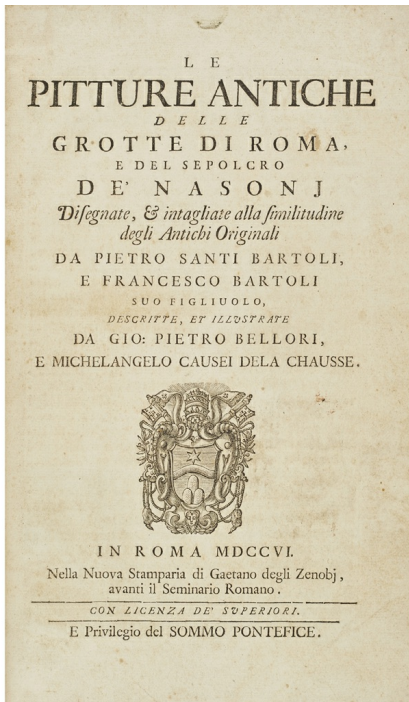 LE
PITTURE ANTICHE
DELLE
GROTTE DI ROMA,
E DEL SEPOLCRO
DE' NASONJ
Diſegnate, & intagliate alla ſimilitudine
degli Antichi Originali
DA PIETRO SANTI BARTOLI,
E FRANCESCO BARTOLI
SUO FIGLIUOLO,
DESCRITTE, ET ILLVSTRATE
DA GIO: PIETRO BELLORI,
E MICHELANGELO CAUSEI DELA CHAUSSE.
IN ROMA MDCCVI.
Nella Nuova Stamparia di Gaetano degli Zenobj,
avanti il Seminario Romano.
CON LICENZA DE' SVPERIORI.
E Privilegio del SOMMO PONTEFICE.